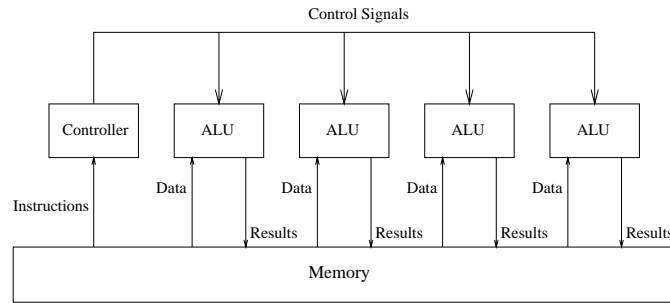 Control Signals
Controller
ALU
ALU
ALU
ALU
Instructions
Data
Data
Data
Data
Results
Results
Results
Results
Memory